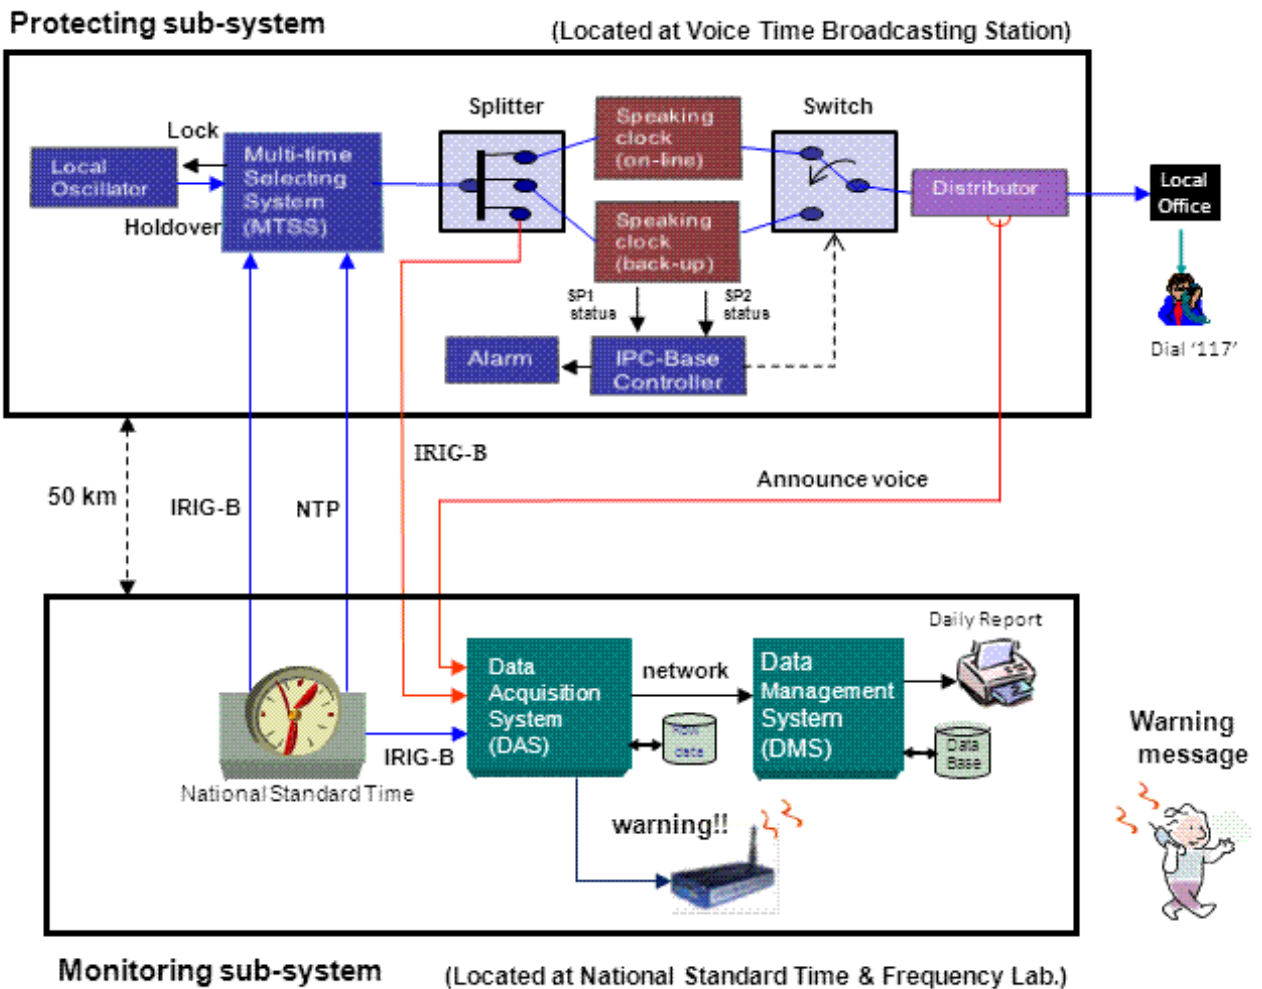 Protecting sub-system
(Located at Voice Time Broadcasting Station)
Splitter
Switch
Lock
Local
Oscillator
Holdover
Multi-time
Selecting
System
(MTSS)
Speaking
clock
(on-line)
Speaking
clock
(back-up)
Distributor
Local
Office
Dial ‘117’
SP1
status
SP2
status
Alarm
IPC-Base
Controller
50 km
IRIG-B
NTP
IRIG-B
Announce voice
Daily Report
Data
Acquisition
System
(DAS)
network
Data
Management
System
(DMS)
Raw
data
Data
Base
IRIG-B
National Standard Time
warning!!
Warning
message
Monitoring sub-system
(Located at National Standard Time & Frequency Lab.)